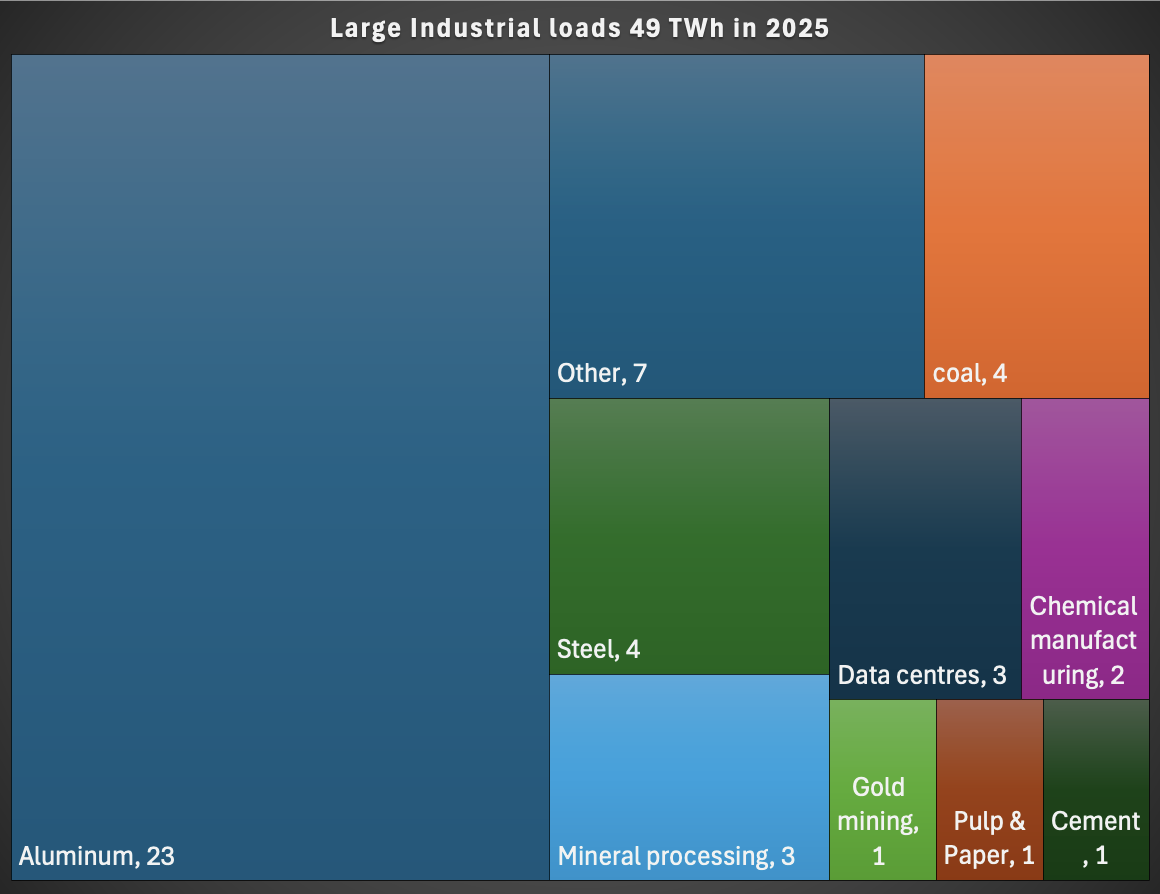 Large Industrial loads 49 TWh in 2025
Aluminum, 23
Other, 7
coal, 4
Steel, 4
Mineral processing, 3
Data centres, 3
Chemical
manufact
uring, 2
Gold
mining,
1
Pulp &
Paper, 1
Cement
, 1